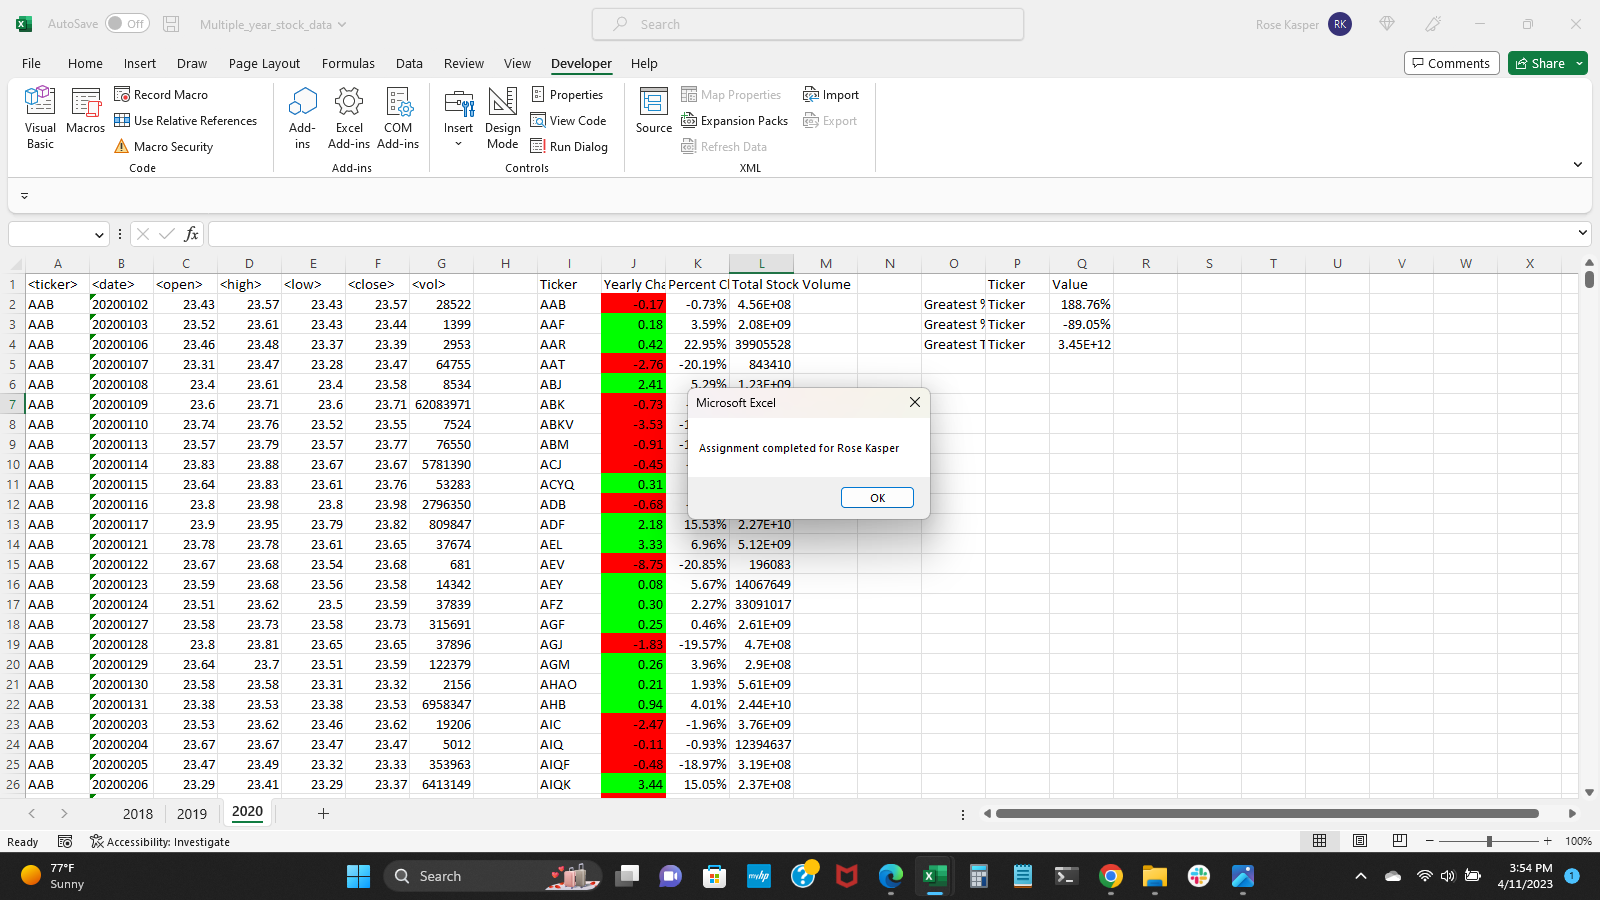 AutoSave Off Multiple_year_stock_data Search Rose Kasper RK
File Home Insert Draw Page Layout Formulas Data Review View Developer Help Comments Share
Visual Basic Macros Record Macro Use Relative References Macro Security Code
Add-ins Excel Add-ins COM Add-ins Add-ins
Insert Design Mode Properties View Code Run Dialog Controls
Source Map Properties Expansion Packs Refresh Data Import Export XML
fx
A B C D E F G H I J K L M N O P Q R S T U V W X
1 <ticker> <date> <open> <high> <low> <close> <vol> Ticker Yearly Cha Percent Cl Total Stock Volume Ticker Value
2 AAB 20200102 23.43 23.57 43 23.57 28522 AAB -0.17 -0.73% 4.56E+08 Greatest % Ticker 188.76%
3 AAB 20200103 23.52 23.61 23.43 23.44 1399 AAF 0.18 3.59% 2.08E+09 Greatest % Ticker -89.05%
4 AAB 20200106 23.46 23.48 23.37 23.39 2953 AAR 0.42 22.95% 39905528 Greatest T Ticker 3.45E+12
5 AAB 20200107 23.31 23.47 23.28 23.47 64755 AAT -2.76 -20.19% 843410
6 AAB 20200108 23.4 23.61 23.4 23.58 8534 ABJ 2.41 5.29% 1.23E+09
7 AAB 20200109 23.6 23.71 23.6 23.71 62083971 ABK -0.73
8 AAB 20200110 23.74 23.76 23.52 23.55 7524 ABKV -3.53 -1
9 AAB 20200113 23.57 23.79 23.57 23.77 76550 ABM -0.91 -1
10 AAB 20200114 23.83 23.88 23.67 23.67 5781390 ACJ -0.45
11 AAB 20200115 23.64 23.83 23.61 23.76 53283 ACYQ 0.31
12 AAB 20200116 23.8 23.98 23.8 23.98 2796350 ADB -0.68
13 AAB 20200117 23.9 23.95 23.79 23.82 809847 ADF 2.18 15.53% 2.27E+10
14 AAB 20200121 23.78 23.78 23.61 23.65 37674 AEL 3.33 6.96% 5.12E+09
15 AAB 20200122 23.67 23.68 23.54 23.68 681 AEV -8.75 -20.85% 196083
16 AAB 20200123 23.59 23.68 23.56 23.58 14342 AEY 0.08 5.67% 14067649
17 AAB 20200124 23.51 23.62 23.5 23.59 37839 AFZ 0.30 2.27% 33091017
18 AAB 20200127 23.58 23.73 23.58 23.73 315691 AGF 0.25 0.46% 2.61E+09
19 AAB 20200128 23.8 23.81 23.65 23.65 37896 AGJ -1.83 -19.57% 4.7E+08
20 AAB 20200129 23.64 23.7 23.51 23.59 122379 AGM 0.26 3.96% 2.9E+08
21 AAB 20200130 23.58 23.58 23.31 23.32 2156 AHAO 0.21 1.93% 5.61E+09
22 AAB 20200131 23.38 23.53 23.38 23.53 6958347 AHB 0.94 4.01% 2.44E+10
23 AAB 20200203 23.53 23.62 23.46 23.62 19206 AIC -2.47 -1.96% 3.76E+09
24 AAB 20200204 23.67 23.67 23.47 23.47 5012 AIQ -0.11 -0.93% 12394637
25 AAB 20200205 23.47 23.49 23.32 23.33 353963 AIQF -0.48 -18.97% 3.19E+08
26 AAB 20200206 23.29 23.41 23.29 23.37 6413149 AIQK 3.44 15.05% 2.37E+08
Microsoft Excel
Assignment completed for Rose Kasper
OK
2018 2019 2020
Ready Accessibility: Investigate 100%
77°F
Sunny
Search
myhp
3:54 PM
4/11/2023
1